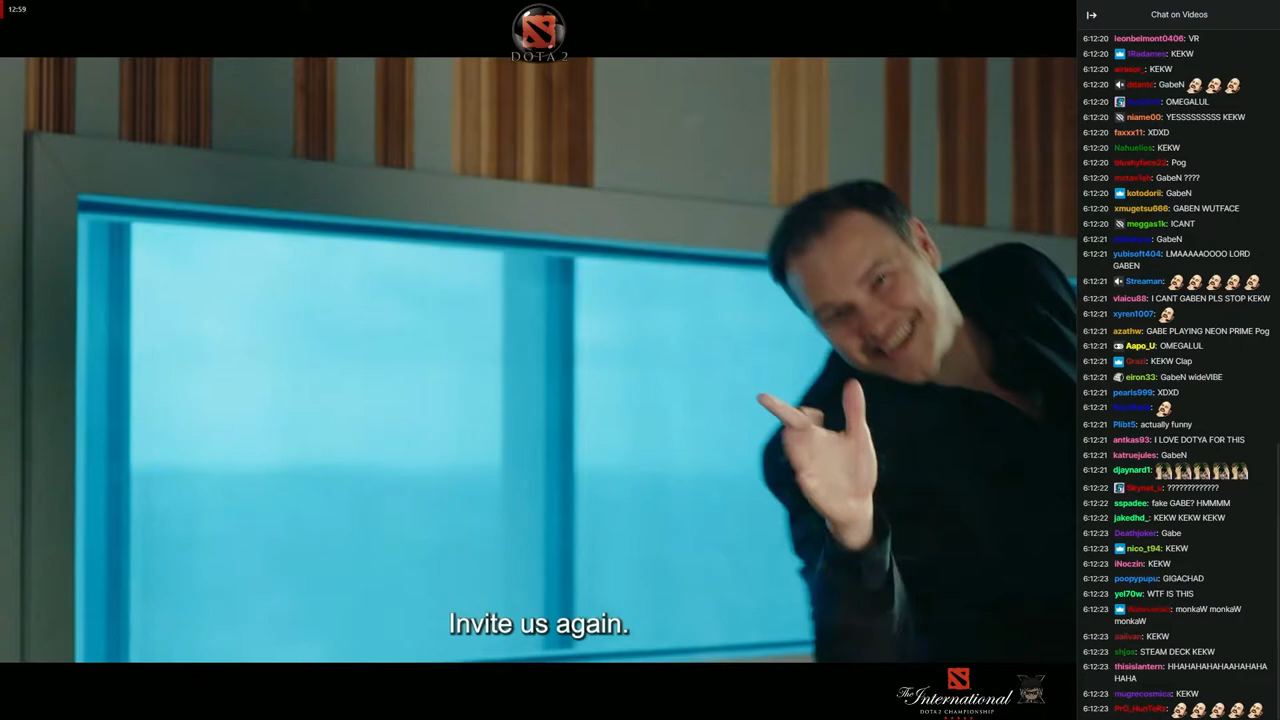 12:59
DOTA 2
Invite us again.
The International
DOTA 2 CHAMPIONSHIP
Chat on Videos
6:12:20 leonbelmont0406: VR
6:12:20 1Radames: KEKW
6:12:20 KEKW
6:12:20 GabeN
6:12:20 OMEGALUL
6:12:20 niame00: YESSSSSSSS KEKW
6:12:20 faxxx11: XDXD
6:12:20 Nahuelios: KEKW
6:12:20 blushyface22: Pog
6:12:20 GabeN ????
6:12:20 kotodorii: GabeN
6:12:20 xmugetsu666: GABEN WUTFACE
6:12:20 meggas1k: ICANT
6:12:21 GabeN
6:12:21 yubisoft404: LMAAAAAOOOO LORD
GABEN
6:12:21 Streaman:
6:12:21 vlaicu88: I CANT GABEN PLS STOP KEKW
6:12:21 xyren1007:
6:12:21 azathw: GABE PLAYING NEON PRIME Pog
6:12:21 Aapo_U: OMEGALUL
6:12:21 KEKW Clap
6:12:21 eiron33: GabeN wideVIBE
6:12:21 pearls999: XDXD
6:12:21
6:12:21 Plibt5: actually funny
6:12:21 antkas93: I LOVE DOTYA FOR THIS
6:12:21 katruejules: GabeN
6:12:21 djaynard1:
6:12:22 Skynet_u: ????????????
6:12:22 sspadee: fake GABE? HMMMM
6:12:22 jakedhd_: KEKW KEKW KEKW
6:12:23 Deathjoker: Gabe
6:12:23 nico_t94: KEKW
6:12:23 iNoczin: KEKW
6:12:23 poopypupu: GIGACHAD
6:12:23 yel70w: WTF IS THIS
6:12:23 monkaW monkaW
monkaW
6:12:23 KEKW
6:12:23 shjos: STEAM DECK KEKW
6:12:23 thisislantern: HHAHAHAHAHAAHAHAHA
HAHA
6:12:23 mugrecosmica: KEKW
6:12:23 PrO_HunTeRz: